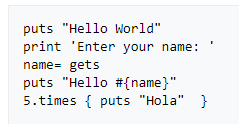 puts "Hello World"
print 'Enter your name: '
name= gets
puts "Hello #{name}"
5.times { puts "Hola"  }